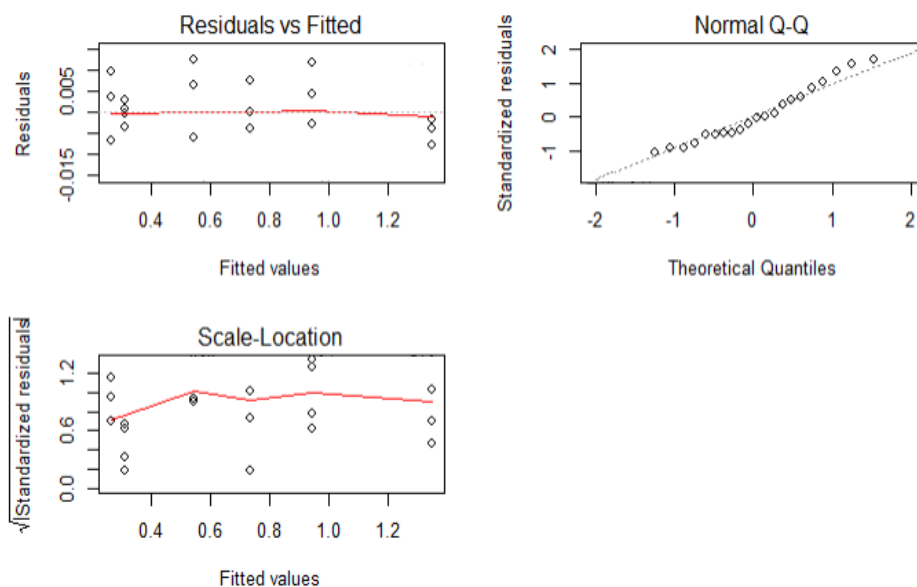 Residuals vs Fitted
Residuals
0.005
-0.015
0.4 0.6 0.8 1.0 1.2
Fitted values
Normal Q-Q
Standardized residuals
2
1
0
-1
-2 -1 0 1 2
Theoretical Quantiles
Scale-Location
√|Standardized residuals|
1.2
0.6
0.0
0.4 0.6 0.8 1.0 1.2
Fitted values